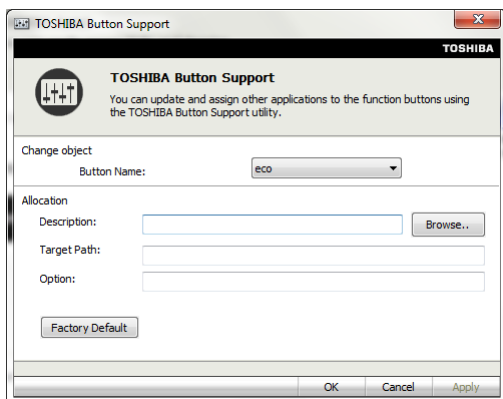 TOSHIBA Button Support
TOSHIBA
TOSHIBA Button Support
You can update and assign other applications to the function buttons using
the TOSHIBA Button Support utility.
Change object
Button Name:
eco
Allocation
Description:
Browse..
Target Path:
Option:
Factory Default
OK
Cancel
Apply